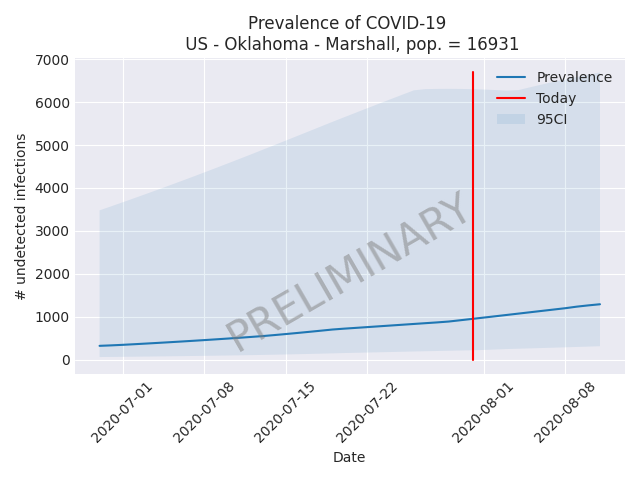 Prevalence of COVID-19
US - Oklahoma - Marshall, pop. = 16931
7000
6000
5000
4000
3000
2000
1000
0
# undetected infections
Prevalence
Today
95CI
PRELIMINARY
2020-07-01
2020-07-08
2020-07-15
2020-07-22
2020-08-01
2020-08-08
Date